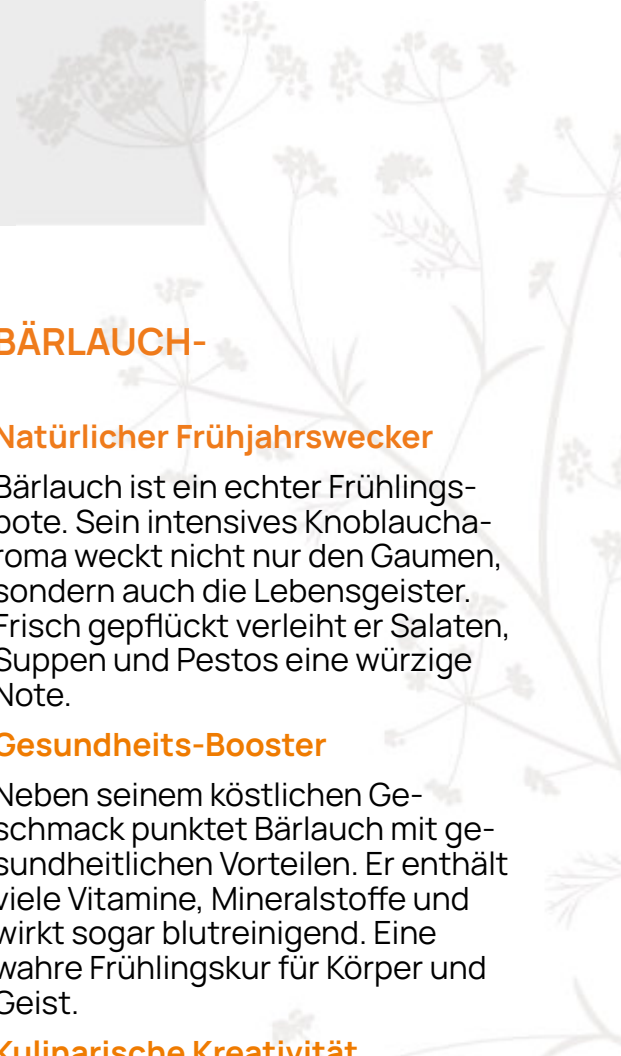 BÄRLAUCH-
Natürlicher Frühjahrswecker
Bärlauch ist ein echter Frühlings-
bote. Sein intensives Knoblaucha-
roma weckt nicht nur den Gaumen,
sondern auch die Lebensgeister.
Frisch gepflückt verleiht er Salaten,
Suppen und Pestos eine würzige
Note.
Gesundheits-Booster
Neben seinem köstlichen Ge-
schmack punktet Bärlauch mit ge-
sundheitlichen Vorteilen. Er enthält
viele Vitamine, Mineralstoffe und
wirkt sogar blutreinigend. Eine
wahre Frühlingskur für Körper und
Geist.
Kulinarische Kreativität